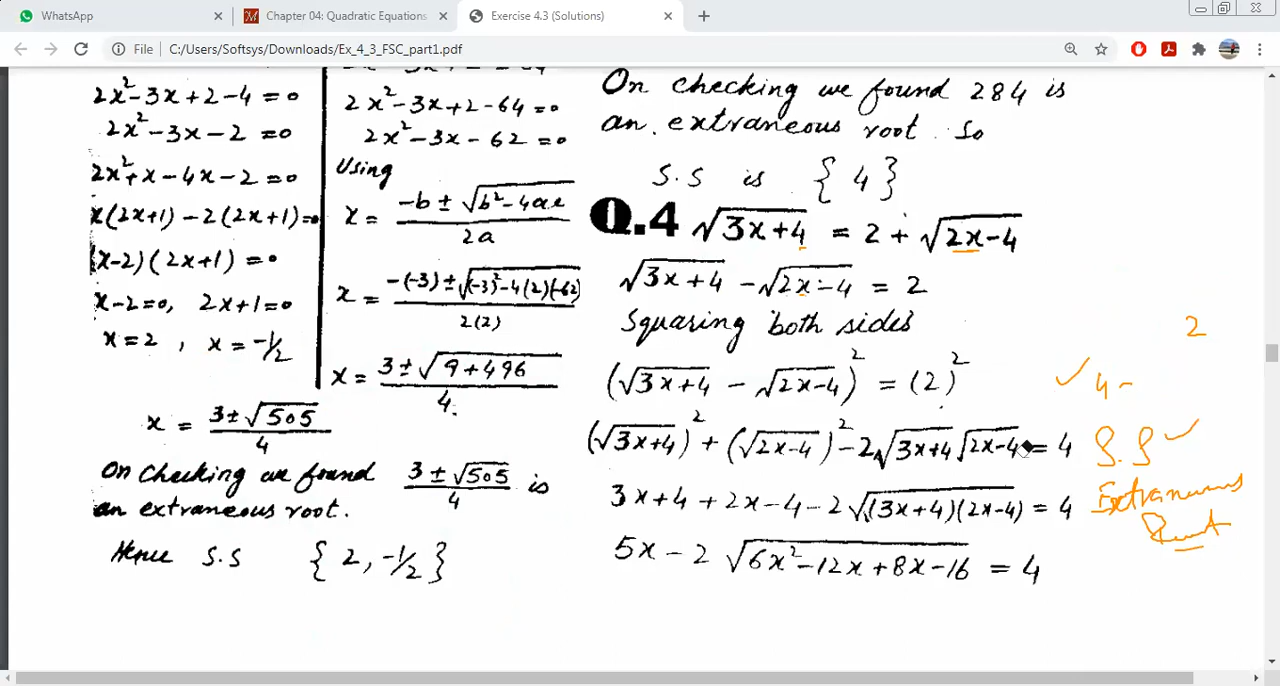 WhatsApp
Chapter 04: Quadratic Equations
Exercise 4.3 (Solutions)
File C:/Users/Softsys/Downloads/Ex_4_3_FSC_part1.pdf
2x²-3x+2-4=0
2x²-3x-2=0
2x²+x-4x-2=0
x(2x+1)-2(2x+1)=0
(x-2)(2x+1)=0
x-2=0, 2x+1=0
x=2, x=-1/2
2x²-3x+2-64=0
2x²-3x-62=0
Using
x = (-b ± √(b²-4ac))/2a
x = (-(-3) ± √((-3)²-4(2)(-62)))/2(2)
x = (3 ± √(9+496))/4.
x = (3 ± √505)/4
On checking we found (3 ± √505)/4 is
an extraneous root.
Hence S.S {2, -1/2}
On checking we found 284 is
an extraneous root. So
S.S is {4}
Q.4 √(3x+4) = 2 + √(2x-4)
√(3x+4) - √(2x-4) = 2
Squaring both sides
(√(3x+4) - √(2x-4))² = (2)²
(√(3x+4))² + (√(2x-4))² - 2√(3x+4) √(2x-4) = 4
3x+4+2x-4-2√((3x+4)(2x-4)) = 4
5x - 2√(6x²-12x+8x-16) = 4
2
✓ 4 -
S.S ✓
Root